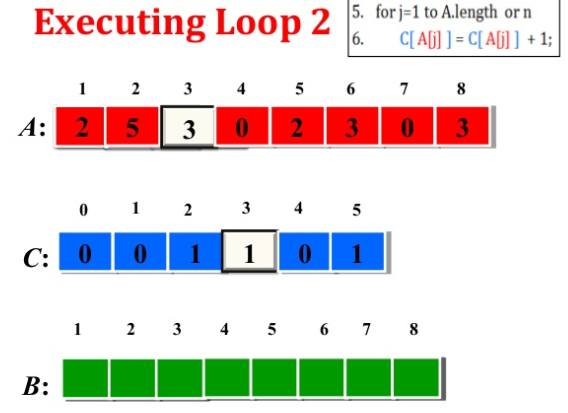 Executing Loop 2
5. for j=1 to A.length or n
6. C[ A[j] ] = C[ A[j] ] + 1;
1 2 3 4 5 6 7 8
A: 2 5 3 0 2 3 0 3
0 1 2 3 4 5
C: 0 0 1 1 0 1
1 2 3 4 5 6 7 8
B: